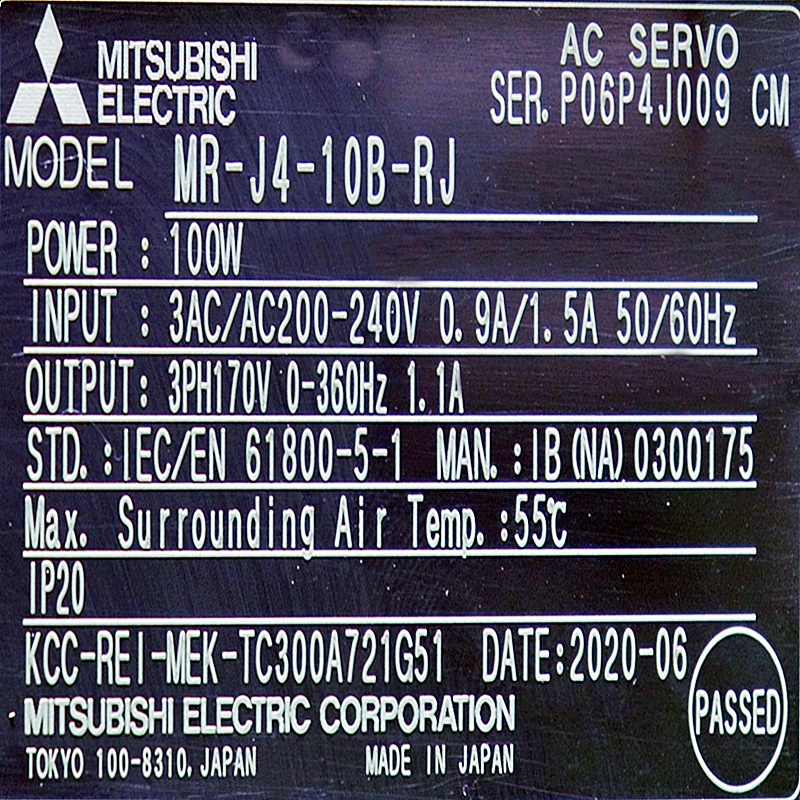 MITSUBISHI
ELECTRIC
AC SERVO
SER. P06P4J009 CM
MODEL MR-J4-10B-RJ
POWER : 100W
INPUT : 3AC/AC200-240V 0.9A/1.5A 50/60Hz
OUTPUT: 3PH170V 0-360Hz 1.1A
STD. :IEC/EN 61800-5-1 MAN. :IB(NA)0300175
Max. Surrounding Air Temp. :55℃
IP20
KCC-REI-MEK-TC300A721G51 DATE:2020-06
MITSUBISHI ELECTRIC CORPORATION
PASSED
TOKYO 100-8310, JAPAN MADE IN JAPAN